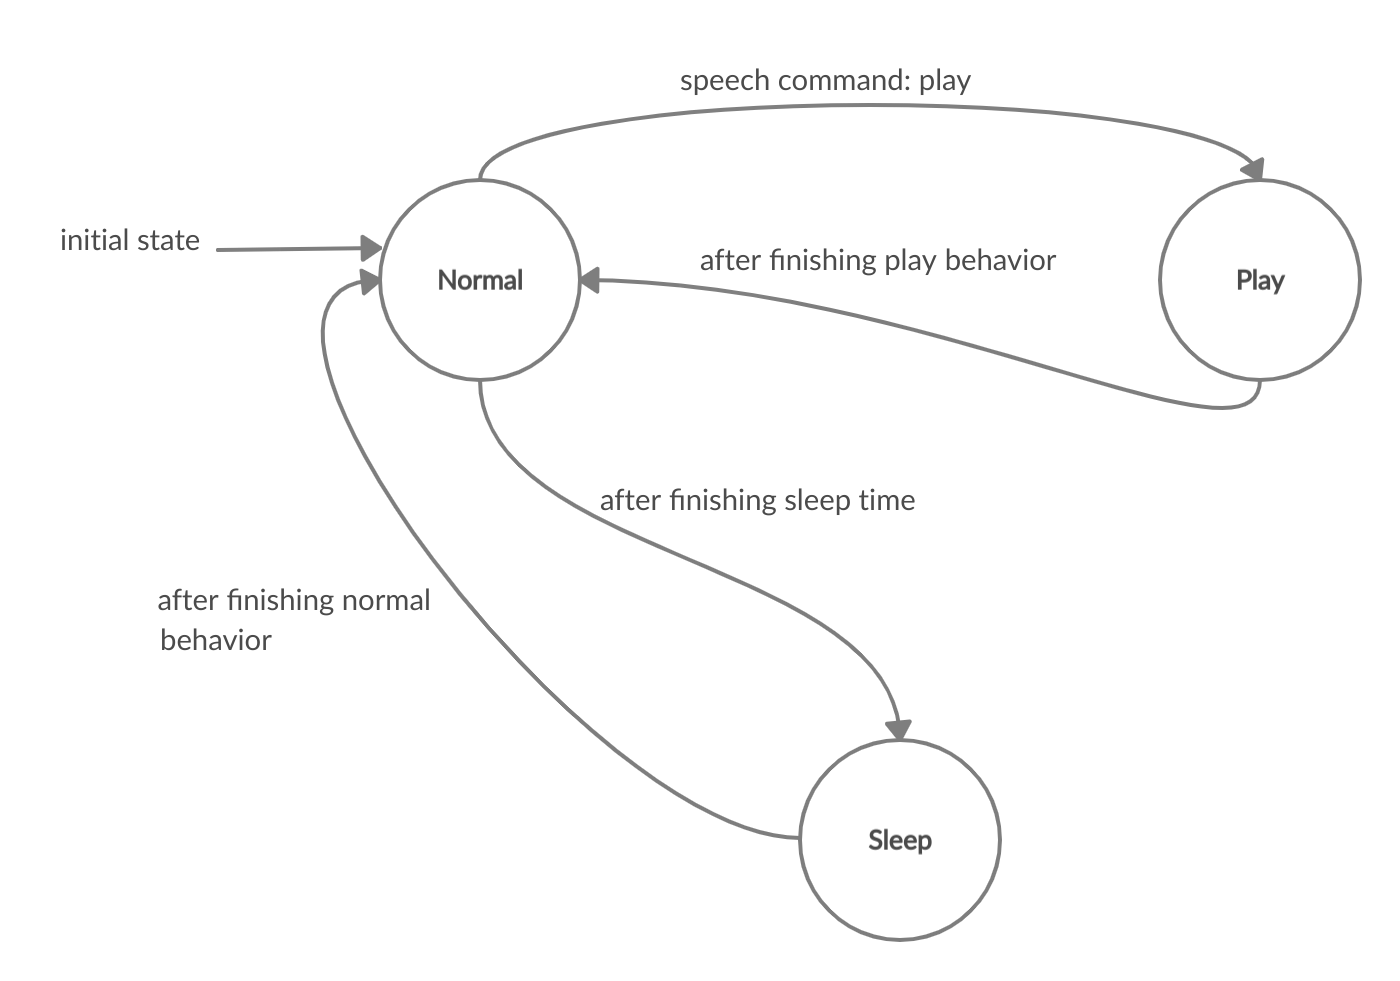 speech command: play
initial state
after finishing play behavior
Normal
Play
after finishing sleep time
after finishing normal
behavior
Sleep